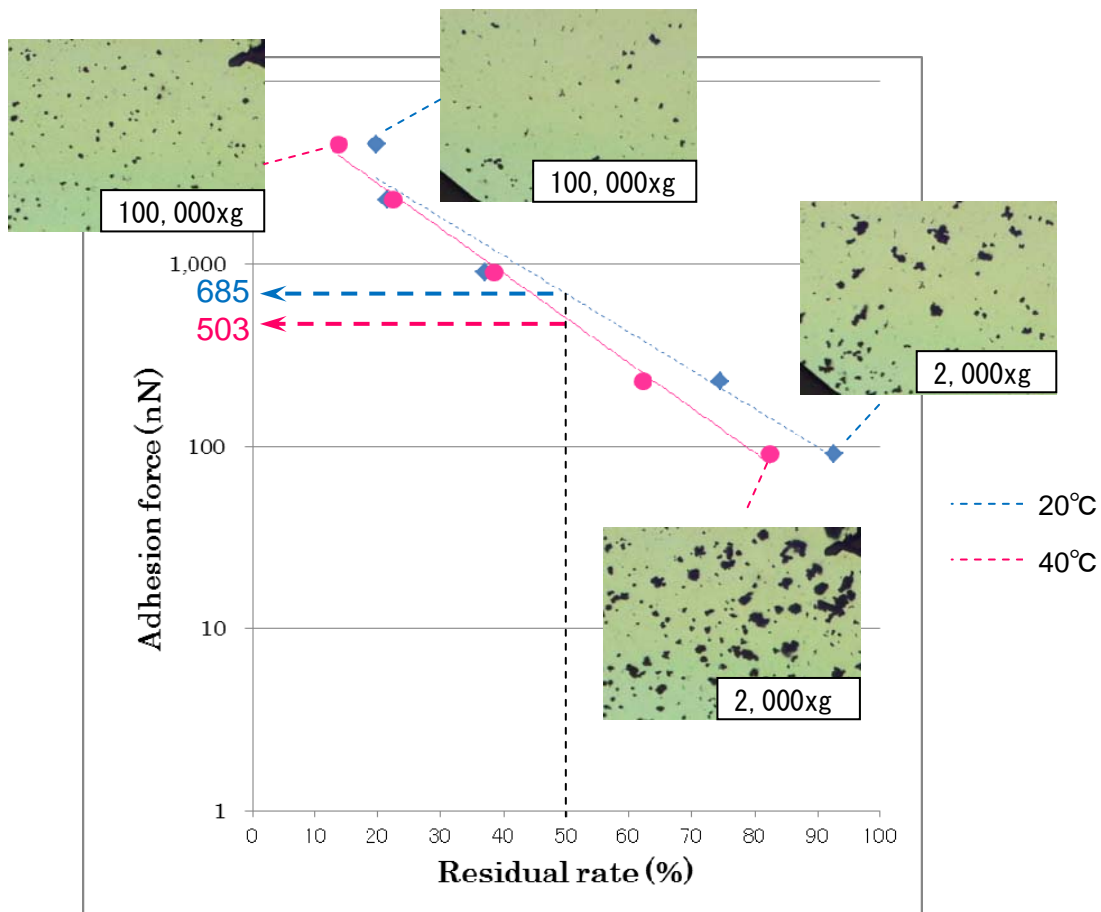 100,000xg
100,000xg
2,000xg
2,000xg
1,000
685
503
100
10
1
0 10 20 30 40 50 60 70 80 90 100
Adhesion force (nN)
Residual rate (%)
20℃
40℃